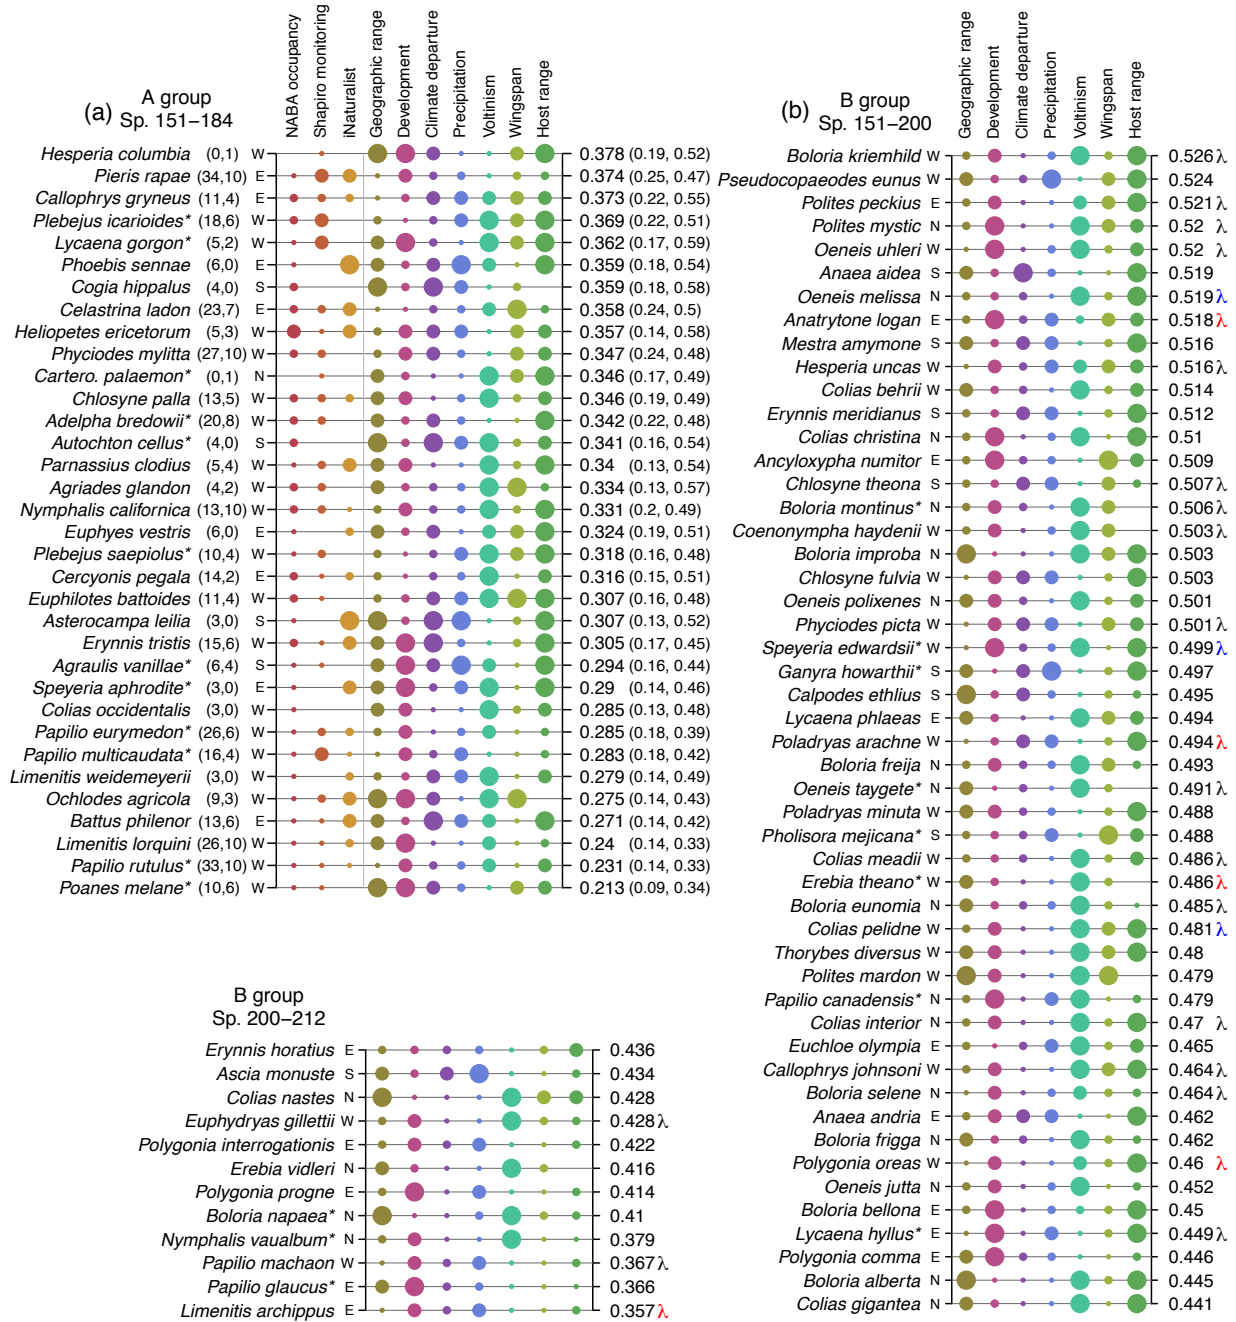 (a) A group
Sp. 151−184
NABA occupancy
Shapiro monitoring
iNaturalist
Geographic range
Development
Climate departure
Precipitation
Voltinism
Wingspan
Host range
Hesperia columbia (0,1) W 0.378 (0.19, 0.52)
Pieris rapae (34,10) E 0.374 (0.25, 0.47)
Callophrys gryneus (11,4) E 0.373 (0.22, 0.55)
Plebejus icarioides* (18,6) W 0.369 (0.22, 0.51)
Lycaena gorgon* (5,2) W 0.362 (0.17, 0.59)
Phoebis sennae (6,0) E 0.359 (0.18, 0.54)
Cogia hippalus (4,0) S 0.359 (0.18, 0.58)
Celastrina ladon (23,7) E 0.358 (0.24, 0.5)
Heliopetes ericetorum (5,3) W 0.357 (0.14, 0.58)
Phyciodes mylitta (27,10) W 0.347 (0.24, 0.48)
Cartero. palaemon* (0,1) N 0.346 (0.17, 0.49)
Chlosyne palla (13,5) W 0.346 (0.19, 0.49)
Adelpha bredowii* (20,8) W 0.342 (0.22, 0.48)
Autochton cellus* (4,0) S 0.341 (0.16, 0.54)
Parnassius clodius (5,4) W 0.34 (0.13, 0.54)
Agriades glandon (4,2) W 0.334 (0.13, 0.57)
Nymphalis californica (13,10) W 0.331 (0.2, 0.49)
Euphyes vestris (6,0) E 0.324 (0.19, 0.51)
Plebejus saepiolus* (10,4) W 0.318 (0.16, 0.48)
Cercyonis pegala (14,2) E 0.316 (0.15, 0.51)
Euphilotes battoides (11,4) W 0.307 (0.16, 0.48)
Asterocampa leilia (3,0) S 0.307 (0.13, 0.52)
Erynnis tristis (15,6) W 0.305 (0.17, 0.45)
Agraulis vanillae* (6,4) S 0.294 (0.16, 0.44)
Speyeria aphrodite* (3,0) E 0.29 (0.14, 0.46)
Colias occidentalis (3,0) W 0.285 (0.13, 0.48)
Papilio eurymedon* (26,6) W 0.285 (0.18, 0.39)
Papilio multicaudata* (16,4) W 0.283 (0.18, 0.42)
Limenitis weidemeyerii (3,0) W 0.279 (0.14, 0.49)
Ochlodes agricola (9,3) W 0.275 (0.14, 0.43)
Battus philenor (13,6) E 0.271 (0.14, 0.42)
Limenitis lorquini (26,10) W 0.24 (0.14, 0.33)
Papilio rutulus* (33,10) W 0.231 (0.14, 0.33)
Poanes melane* (10,6) W 0.213 (0.09, 0.34)
B group
Sp. 200−212
Erynnis horatius E 0.436
Ascia monuste S 0.434
Colias nastes N 0.428
Euphydryas gillettii W 0.428 λ
Polygonia interrogationis E 0.422
Erebia vidleri N 0.416
Polygonia progne E 0.414
Boloria napaea* N 0.41
Nymphalis vaualbum* N 0.379
Papilio machaon W 0.367 λ
Papilio glaucus* E 0.366
Limenitis archippus E 0.357 λ
(b) B group
Sp. 151−200
Geographic range
Development
Climate departure
Precipitation
Voltinism
Wingspan
Host range
Boloria kriemhild W 0.526 λ
Pseudocopaeodes eunus W 0.524
Polites peckius E 0.521 λ
Polites mystic N 0.52 λ
Oeneis uhleri W 0.52 λ
Anaea aidea S 0.519
Oeneis melissa N 0.519 λ
Anatrytone logan E 0.518 λ
Mestra amymone S 0.516
Hesperia uncas W 0.516 λ
Colias behrii W 0.514
Erynnis meridianus S 0.512
Colias christina N 0.51
Ancyloxypha numitor E 0.509
Chlosyne theona S 0.507 λ
Boloria montinus* N 0.506 λ
Coenonympha haydenii W 0.503 λ
Boloria improba N 0.503
Chlosyne fulvia W 0.503
Oeneis polixenes N 0.501
Phyciodes picta W 0.501 λ
Speyeria edwardsii* W 0.499 λ
Ganyra howarthii* S 0.497
Calpodes ethlius S 0.495
Lycaena phlaeas E 0.494
Poladryas arachne W 0.494 λ
Boloria freija N 0.493
Oeneis taygete* N 0.491 λ
Poladryas minuta W 0.488
Pholisora mejicana* S 0.488
Colias meadii W 0.486 λ
Erebia theano* W 0.486 λ
Boloria eunomia N 0.485 λ
Colias pelidne W 0.481 λ
Thorybes diversus W 0.48
Polites mardon W 0.479
Papilio canadensis* N 0.479
Colias interior N 0.47 λ
Euchloe olympia E 0.465
Callophrys johnsoni W 0.464 λ
Boloria selene N 0.464 λ
Anaea andria E 0.462
Boloria frigga N 0.462
Polygonia oreas W 0.46 λ
Oeneis jutta N 0.452
Boloria bellona E 0.45
Lycaena hyllus* E 0.449 λ
Polygonia comma E 0.446
Boloria alberta N 0.445
Colias gigantea N 0.441